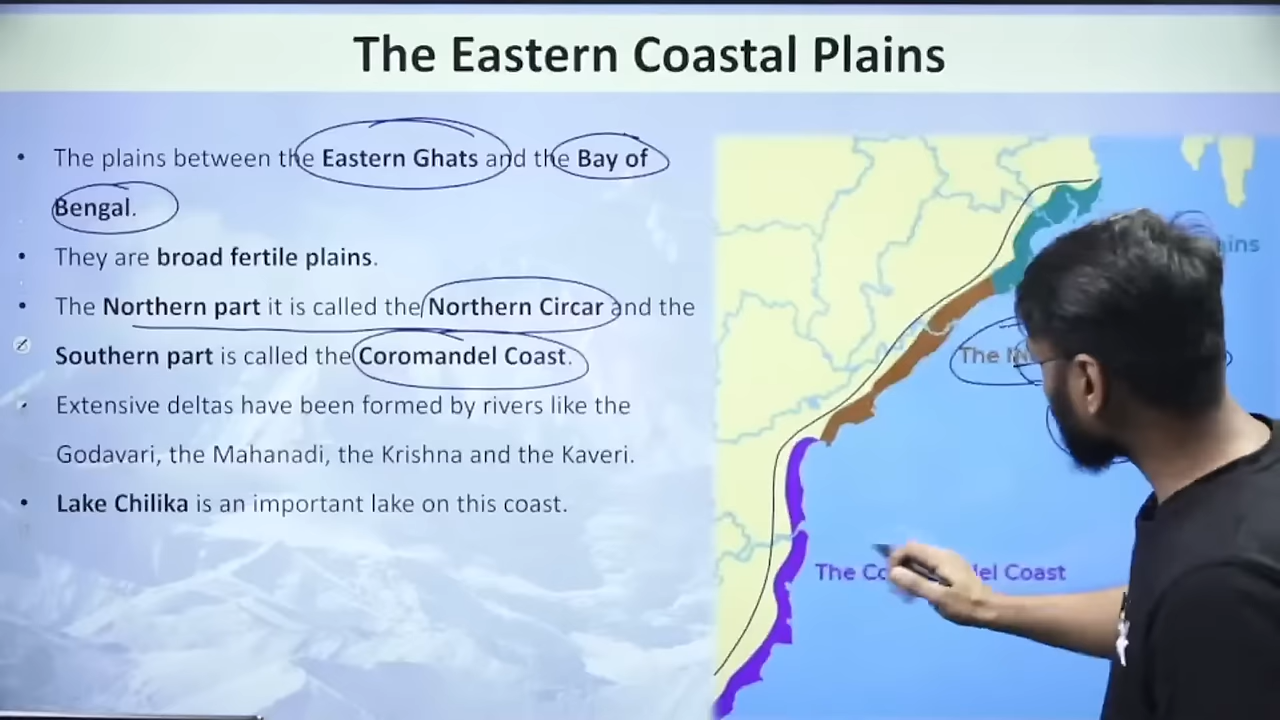 The Eastern Coastal Plains
• The plains between the Eastern Ghats and the Bay of
Bengal.
• They are broad fertile plains.
• The Northern part it is called the Northern Circar and the
Southern part is called the Coromandel Coast.
• Extensive deltas have been formed by rivers like the
Godavari, the Mahanadi, the Krishna and the Kaveri.
• Lake Chilika is an important lake on this coast.
The
The Coast